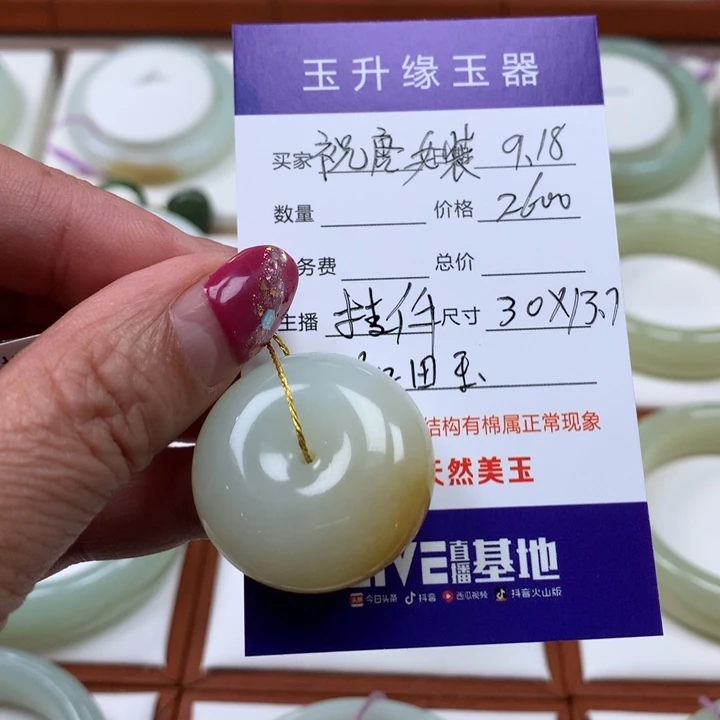 玉升缘玉器
买家 祝唐女装 9.18
数量 价格 2600
务费 总价
主播 挂件 尺寸 30X13.7
田玉
结构有棉属正常现象
天然美玉
直播基地
今日头条 抖音 西瓜视频 抖音火山版